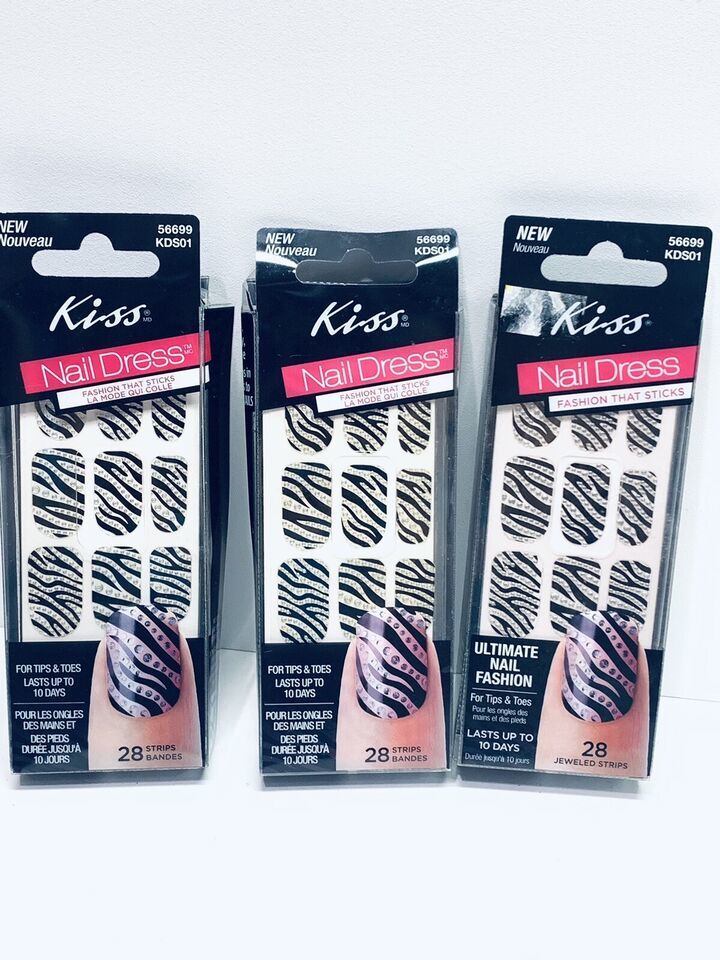 NEW
Nouveau
56699
KDS01
Kiss®
MD
Nail Dress™
MC
FASHION THAT STICKS
LA MODE QUI COLLE
FOR TIPS & TOES
LASTS UP TO
10 DAYS
POUR LES ONGLES
DES MAINS ET
DES PIEDS
DURÉE JUSQU'À
10 JOURS
28 STRIPS
BANDES
NEW
Nouveau
56699
KDS01
Kiss®
MD
Nail Dress™
MC
FASHION THAT STICKS
LA MODE QUI COLLE
FOR TIPS & TOES
LASTS UP TO
10 DAYS
POUR LES ONGLES
DES MAINS ET
DES PIEDS
DURÉE JUSQU'À
10 JOURS
28 STRIPS
BANDES
NEW
Nouveau
56699
KDS01
Kiss®
Nail Dress
FASHION THAT STICKS
ULTIMATE
NAIL
FASHION
For Tips & Toes
Pour les ongles des
mains et des pieds
LASTS UP TO
10 DAYS
Durée jusqu'à 10 jours
28
JEWELED STRIPS